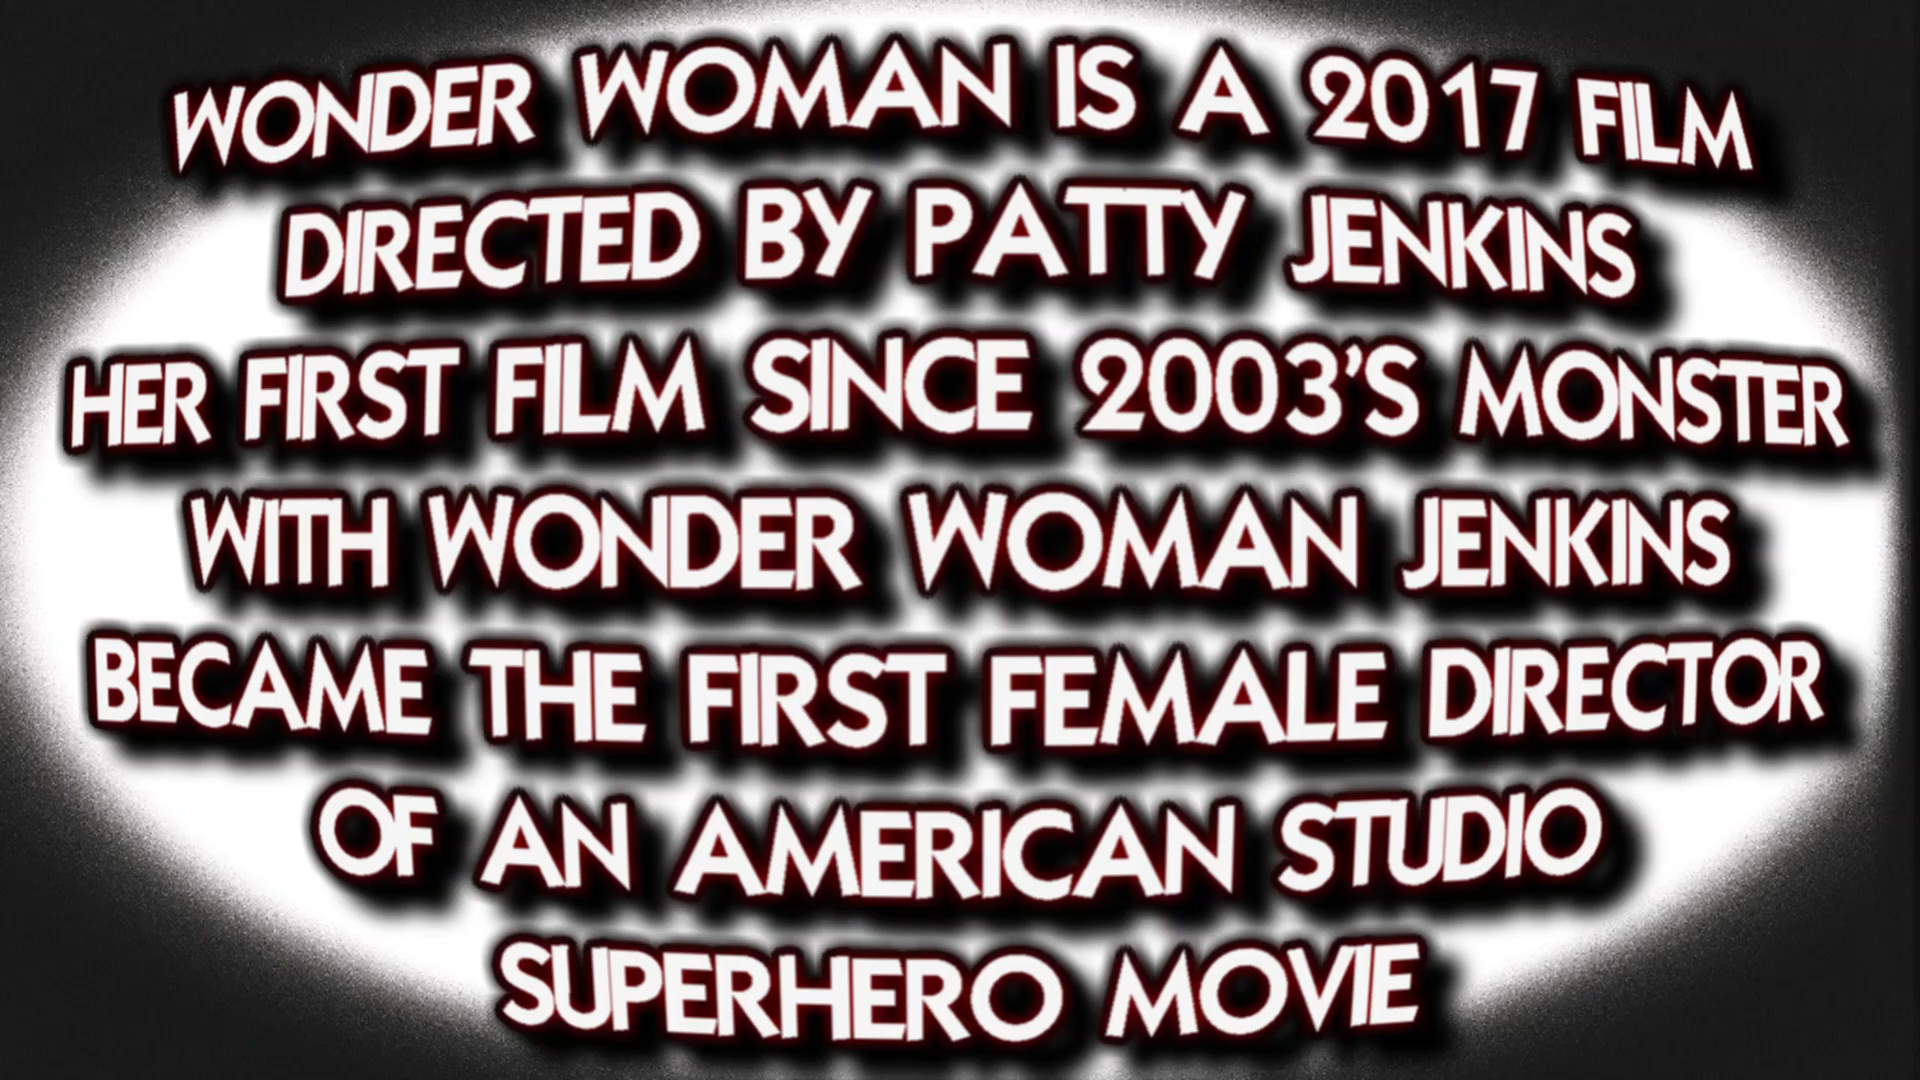 WONDER WOMAN IS A 2017 FILM
DIRECTED BY PATTY JENKINS
HER FIRST FILM SINCE 2003'S MONSTER
WITH WONDER WOMAN JENKINS
BECAME THE FIRST FEMALE DIRECTOR
OF AN AMERICAN STUDIO
SUPERHERO MOVIE